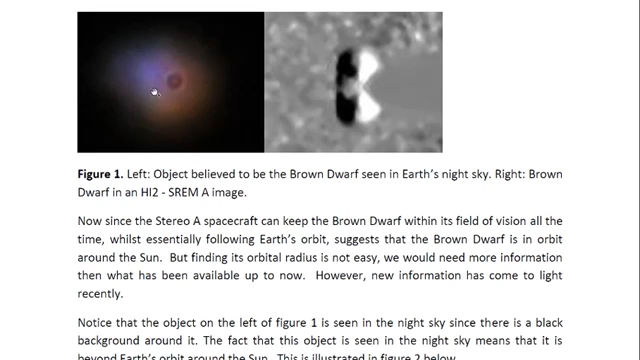 Figure 1. Left: Object believed to be the Brown Dwarf seen in Earth's night sky. Right: Brown
Dwarf in an HI2 - SREM A image.
Now since the Stereo A spacecraft can keep the Brown Dwarf within its field of vision all the
time, whilst essentially following Earth's orbit, suggests that the Brown Dwarf is in orbit
around the Sun. But finding its orbital radius is not easy, we would need more information
then what has been available up to now. However, new information has come to light
recently.
Notice that the object on the left of figure 1 is seen in the night sky since there is a black
background around it. The fact that this object is seen in the night sky means that it is
beyond Earth's orbit around the Sun. This is illustrated in figure 2 below.